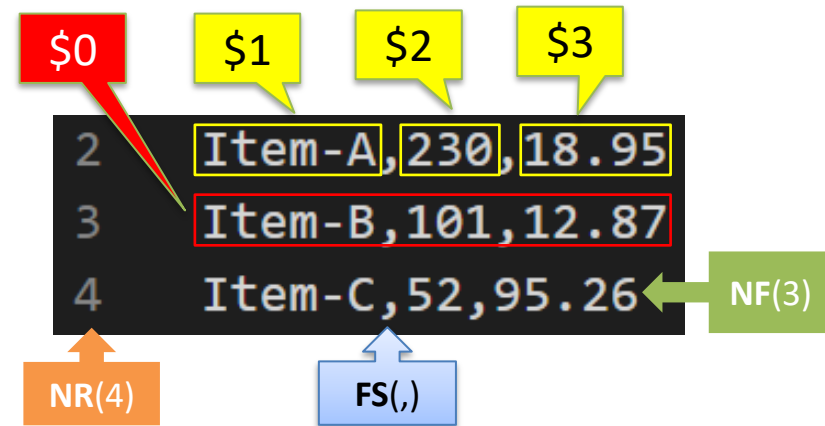 $0 $1 $2 $3
2 Item-A,230,18.95
3 Item-B,101,12.87
4 Item-C,52,95.26
NF(3)
NR(4) FS(,)